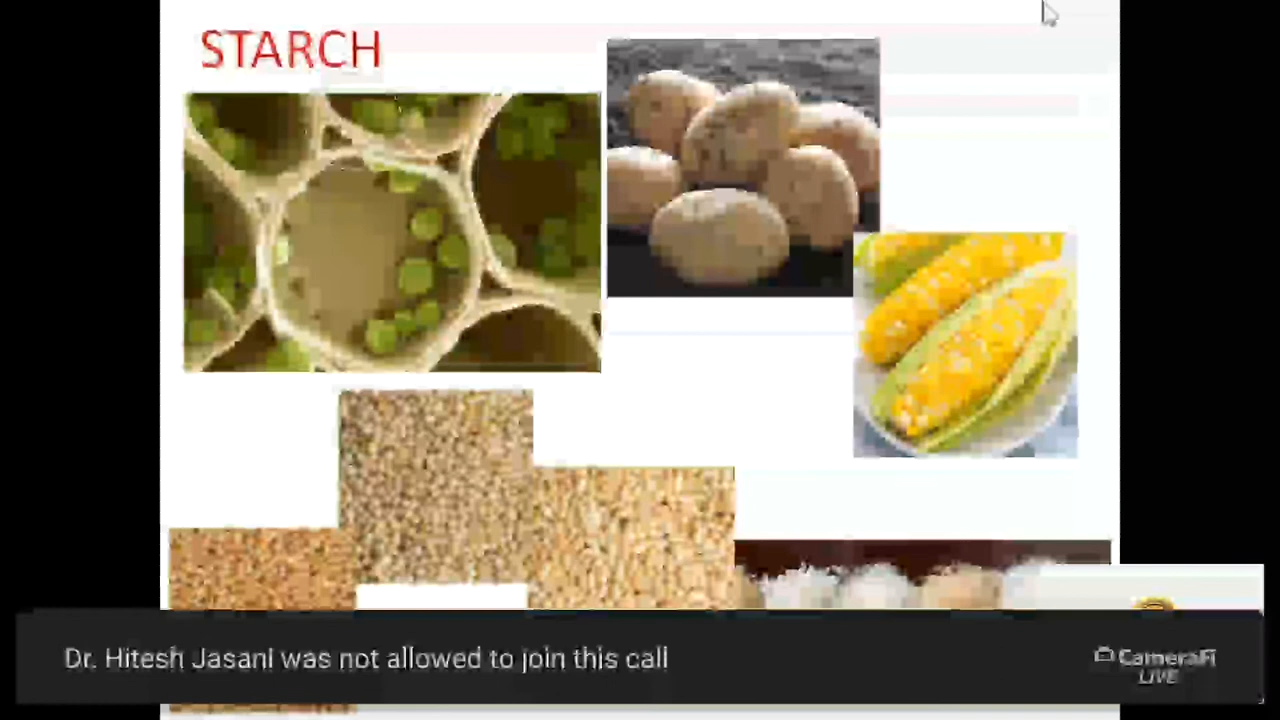 STARCH
Dr. Hitesh Jasani was not allowed to join this call
CameraFi
LIVE